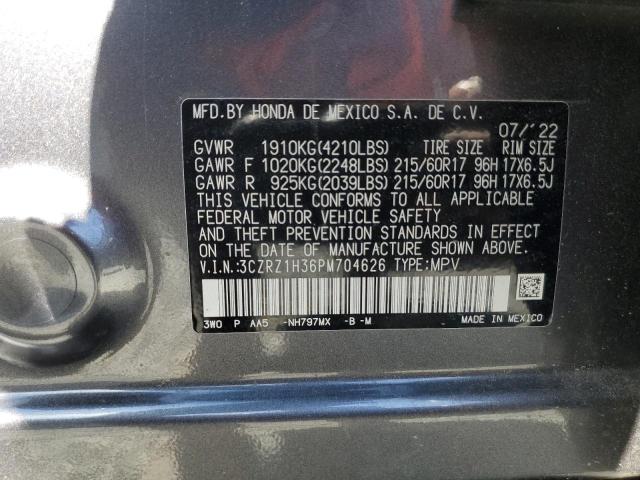 MFD.BY HONDA DE MEXICO S.A. DE C.V.
07/'22
GVWR 1910KG(4210LBS) TIRE SIZE RIM SIZE
GAWR F 1020KG(2248LBS) 215/60R17 96H 17X6.5J
GAWR R 925KG(2039LBS) 215/60R17 96H 17X6.5J
THIS VEHICLE CONFORMS TO ALL APPLICABLE
FEDERAL MOTOR VEHICLE SAFETY
AND THEFT PREVENTION STANDARDS IN EFFECT
ON THE DATE OF MANUFACTURE SHOWN ABOVE.
V.I.N.:3CZRZ1H36PM704626 TYPE:MPV
3W0 P AA5 -NH797MX -B-M MADE IN MEXICO